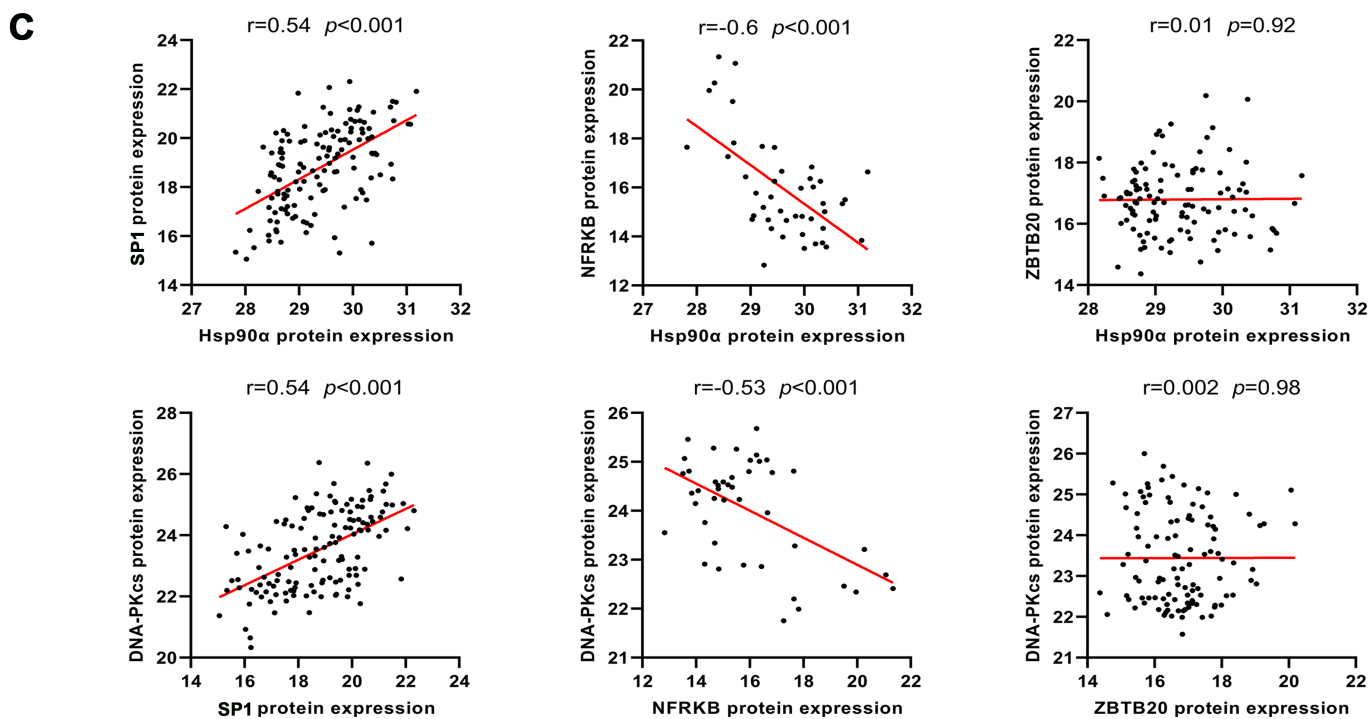 C
r=0.54 p<0.001
24
22
20
18
16
14
SP1 protein expression
27 28 29 30 31 32
Hsp90α protein expression
r=-0.6 p<0.001
22
20
18
16
14
12
NFRKB protein expression
27 28 29 30 31 32
Hsp90α protein expression
r=0.01 p=0.92
22
20
18
16
14
ZBTB20 protein expression
28 29 30 31 32
Hsp90α protein expression
r=0.54 p<0.001
28
26
24
22
20
DNA-PKcs protein expression
14 16 18 20 22 24
SP1 protein expression
r=-0.53 p<0.001
26
25
24
23
22
21
DNA-PKcs protein expression
12 13 14 15 16 17 18 19 20 21 22
NFRKB protein expression
r=0.002 p=0.98
27
26
25
24
23
22
21
DNA-PKcs protein expression
14 16 18 20 22
ZBTB20 protein expression